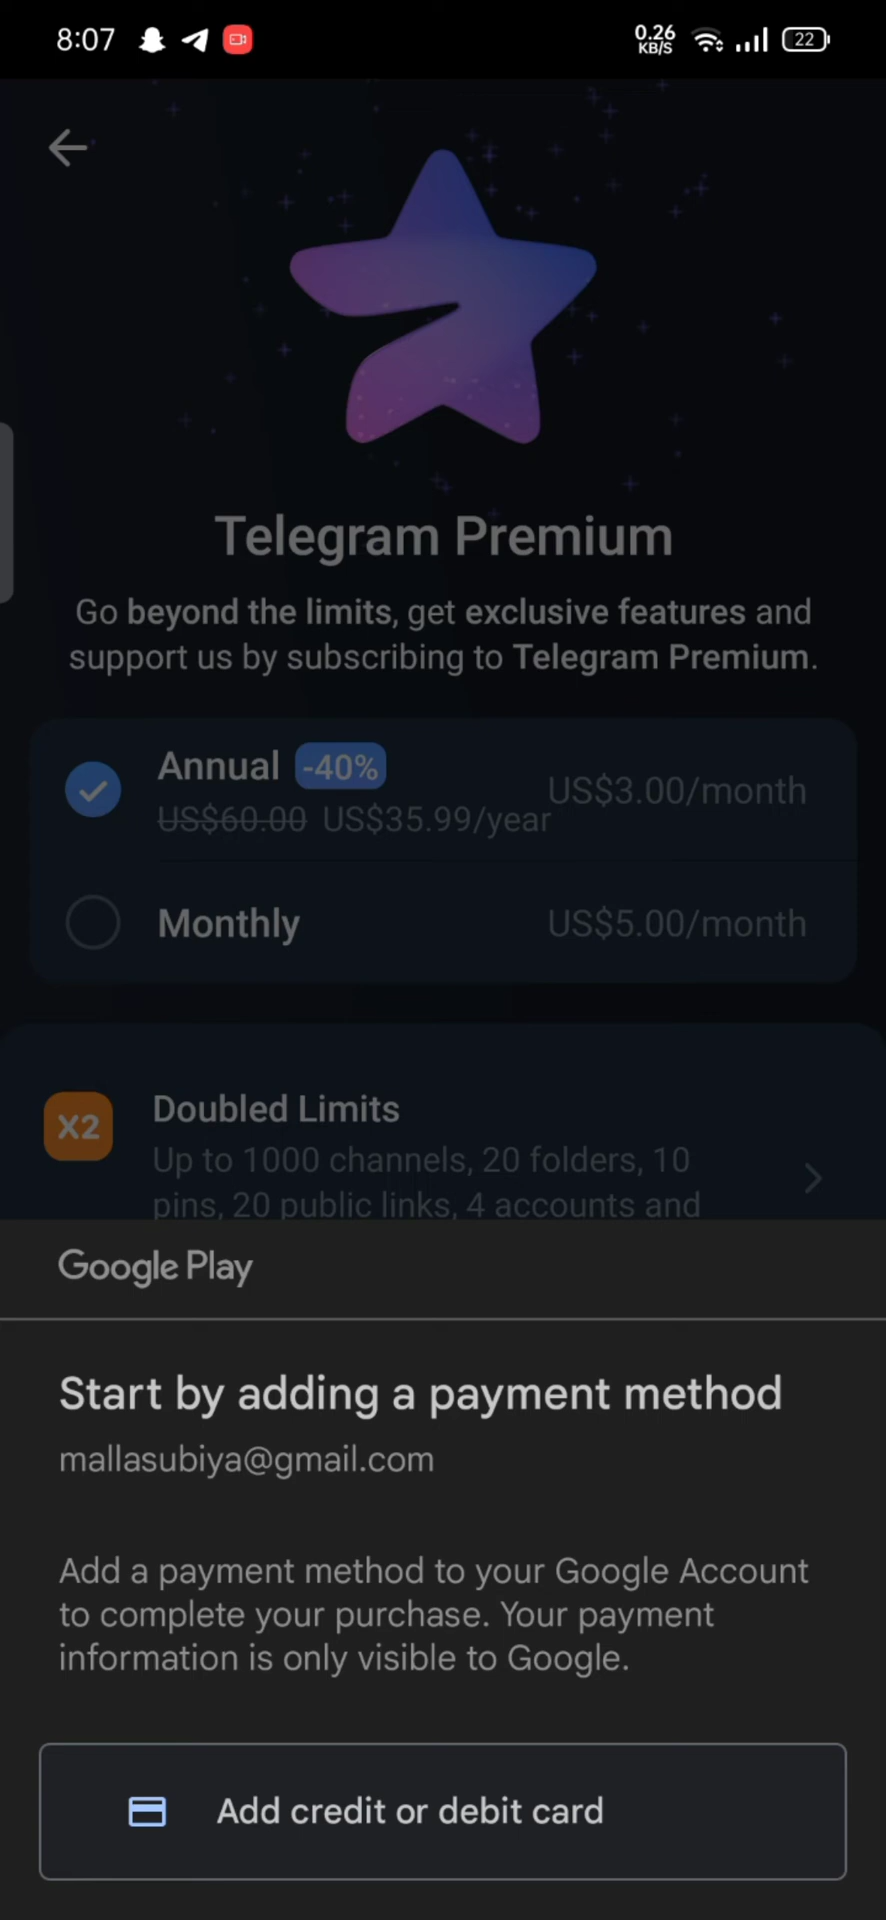 8:07
0.26
KB/S
22
Telegram Premium
Go beyond the limits, get exclusive features and
support us by subscribing to Telegram Premium.
Annual -40%
US$60.00 US$35.99/year
US$3.00/month
Monthly
US$5.00/month
X2
Doubled Limits
Up to 1000 channels, 20 folders, 10
pins, 20 public links, 4 accounts and
Google Play
Start by adding a payment method
mallasubiya@gmail.com
Add a payment method to your Google Account
to complete your purchase. Your payment
information is only visible to Google.
Add credit or debit card